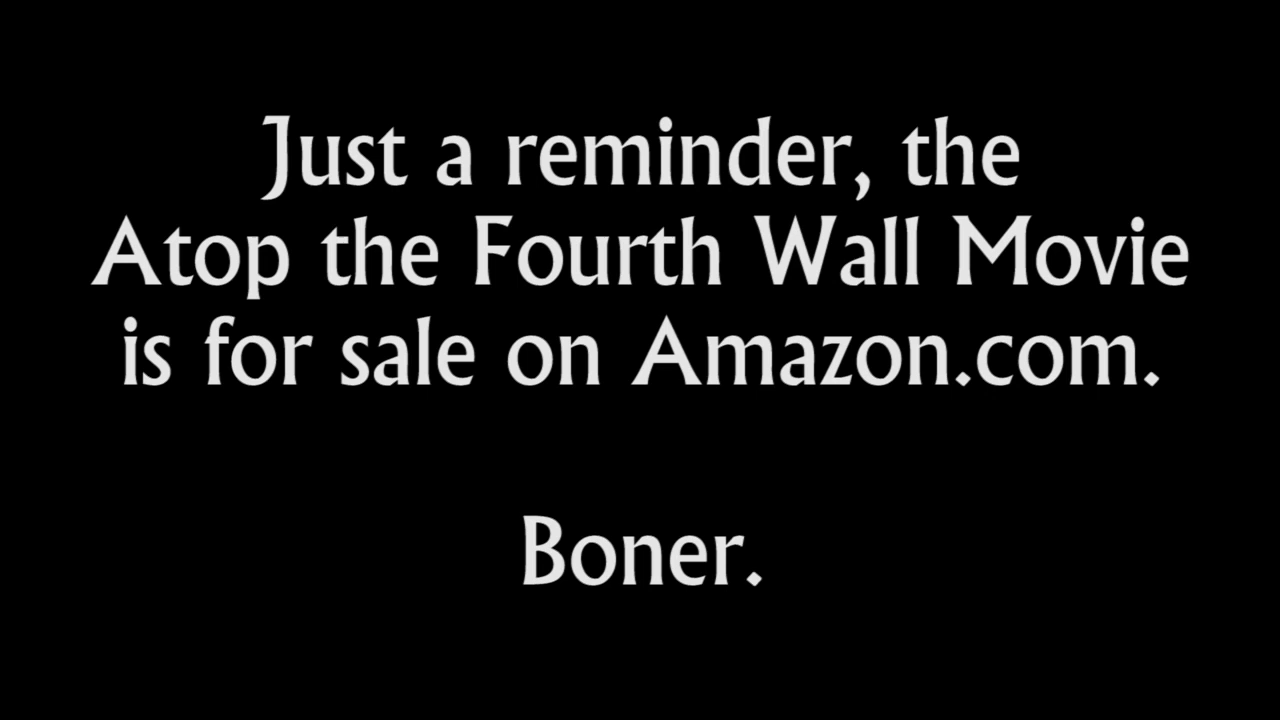 Just a reminder, the
Atop the Fourth Wall Movie
is for sale on Amazon.com.
Boner.